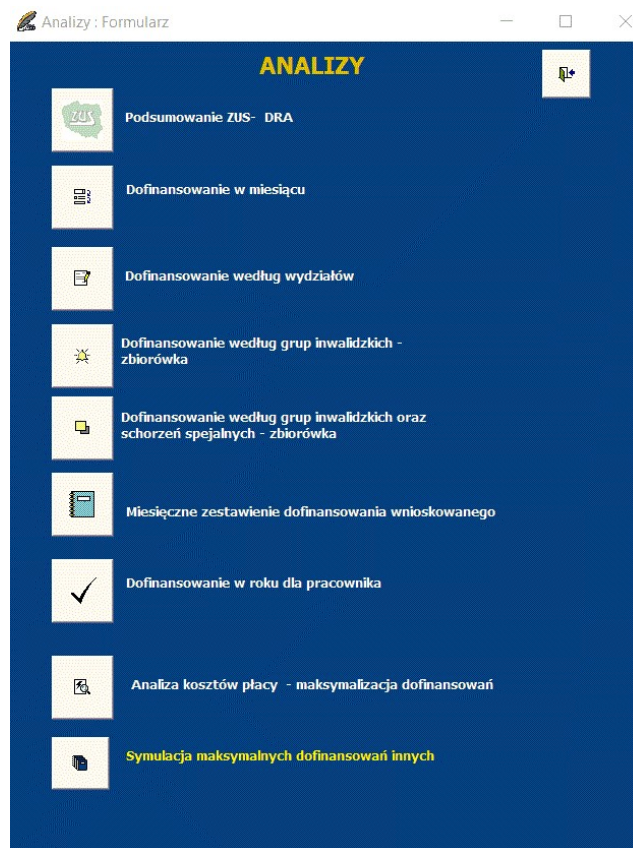 Analizy : Formularz
ANALIZY
ZUS
Podsumowanie ZUS- DRA
Dofinansowanie w miesiącu
Dofinansowanie według wydziałów
Dofinansowanie według grup inwalidzkich -
zbiorówka
Dofinansowanie według grup inwalidzkich oraz
schorzeń spejalnych - zbiorówka
Miesięczne zestawienie dofinansowania wnioskowanego
Dofinansowanie w roku dla pracownika
Analiza kosztów płacy - maksymalizacja dofinansowań
Symulacja maksymalnych dofinansowań innych